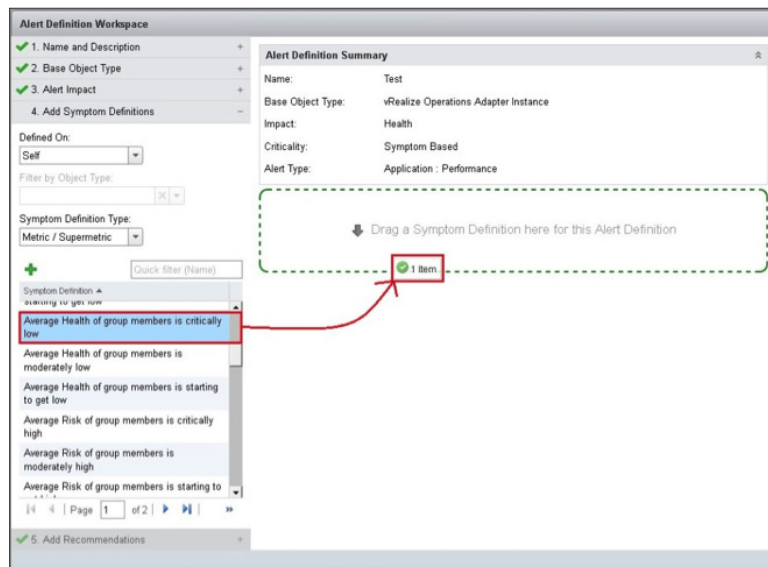 Alert Definition Workspace
1. Name and Description
2. Base Object Type
3. Alert Impact
4. Add Symptom Definitions
Defined On:
Self
Filter by Object Type:
Symptom Definition Type:
Metric / Supermetric
Quick filter (Name)
Symptom Definition
starting to get low
Average Health of group members is critically
low
Average Health of group members is
moderately low
Average Health of group members is starting
to get low
Average Risk of group members is critically
high
Average Risk of group members is
moderately high
Average Risk of group members is starting to
Page 1 of 2
5. Add Recommendations
Alert Definition Summary
Name: Test
Base Object Type: vRealize Operations Adapter Instance
Impact: Health
Criticality: Symptom Based
Alert Type: Application : Performance
Drag a Symptom Definition here for this Alert Definition
1 Item